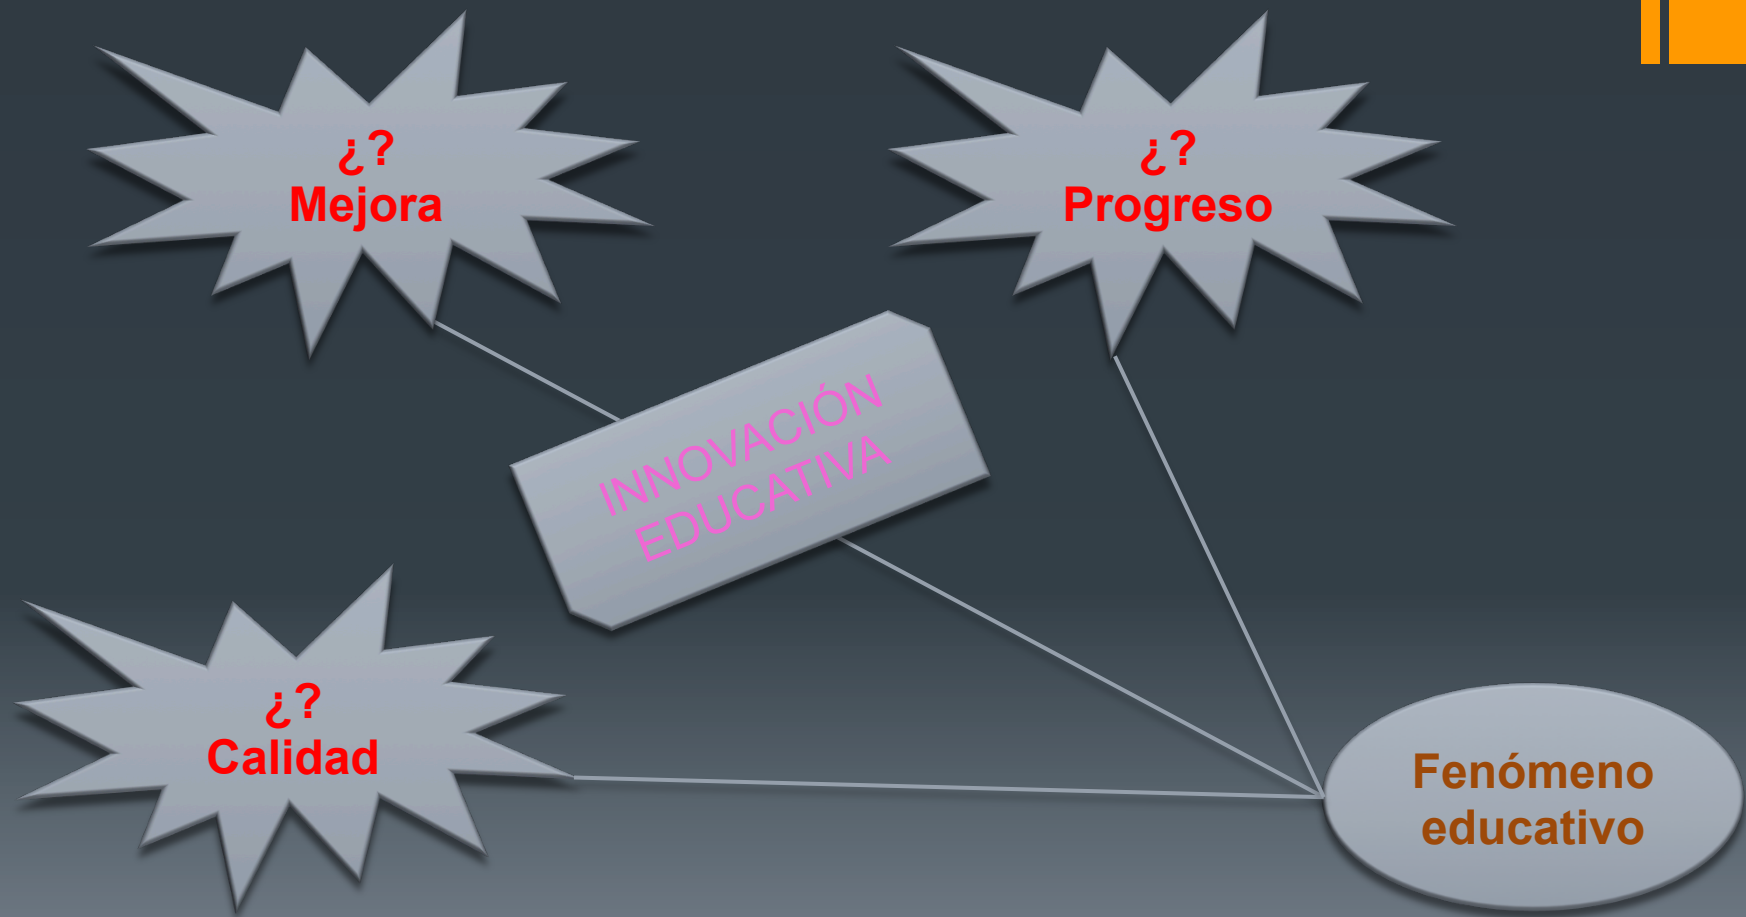 ¿?
Mejora
¿?
Progreso
INNOVACIÓN
EDUCATIVA
¿?
Calidad
Fenómeno
educativo